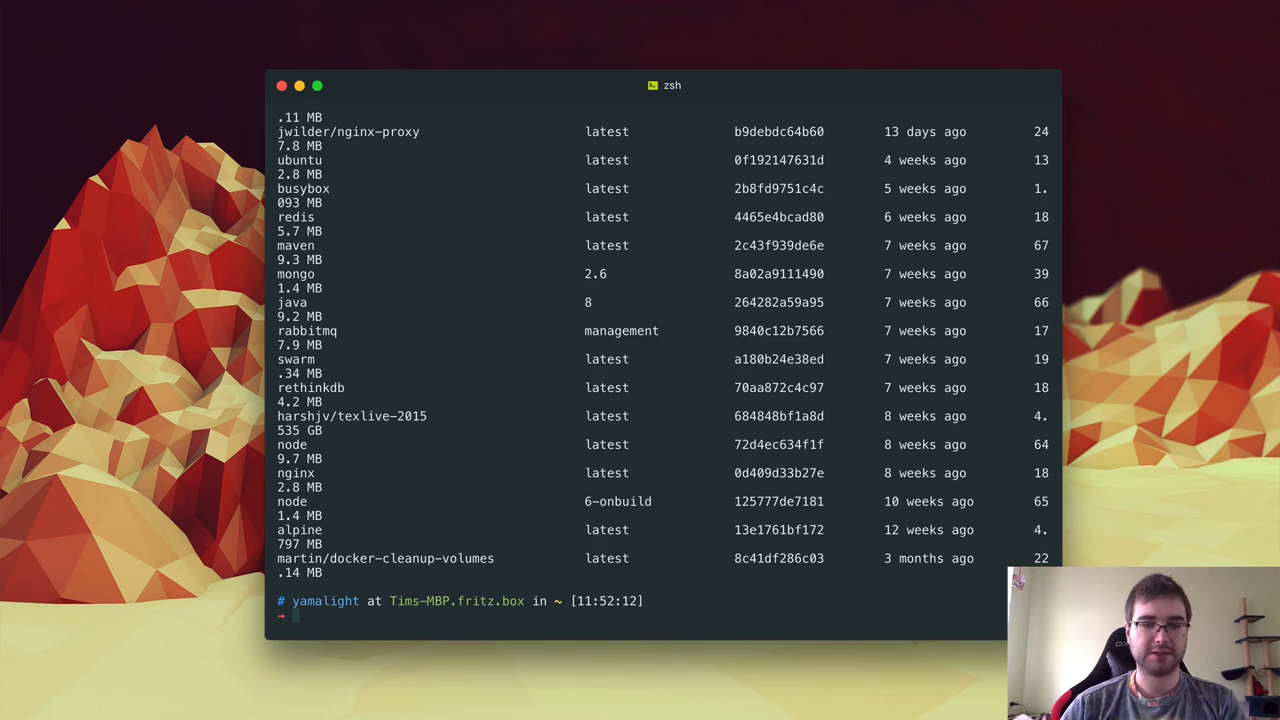 zsh
.11 MB
jwilder/nginx-proxy latest b9debdc64b60 13 days ago 24
7.8 MB
ubuntu latest 0f192147631d 4 weeks ago 13
2.8 MB
busybox latest 2b8fd9751c4c 5 weeks ago 1.
093 MB
redis latest 4465e4bcad80 6 weeks ago 18
5.7 MB
maven latest 2c43f939de6e 7 weeks ago 67
9.3 MB
mongo 2.6 8a02a9111490 7 weeks ago 39
1.4 MB
java 8 264282a59a95 7 weeks ago 66
9.2 MB
rabbitmq management 9840c12b7566 7 weeks ago 17
7.9 MB
swarm latest a180b24e38ed 7 weeks ago 19
.34 MB
rethinkdb latest 70aa872c4c97 7 weeks ago 18
4.2 MB
harshjv/texlive-2015 latest 684848bf1a8d 8 weeks ago 4.
535 GB
node latest 72d4ec634f1f 8 weeks ago 64
9.7 MB
nginx latest 0d409d33b27e 8 weeks ago 18
2.8 MB
node 6-onbuild 125777de7181 10 weeks ago 65
1.4 MB
alpine latest 13e1761bf172 12 weeks ago 4.
797 MB
martin/docker-cleanup-volumes latest 8c41df286c03 3 months ago 22
.14 MB
# yamalight at Tims-MBP.fritz.box in ~ [11:52:12]
→